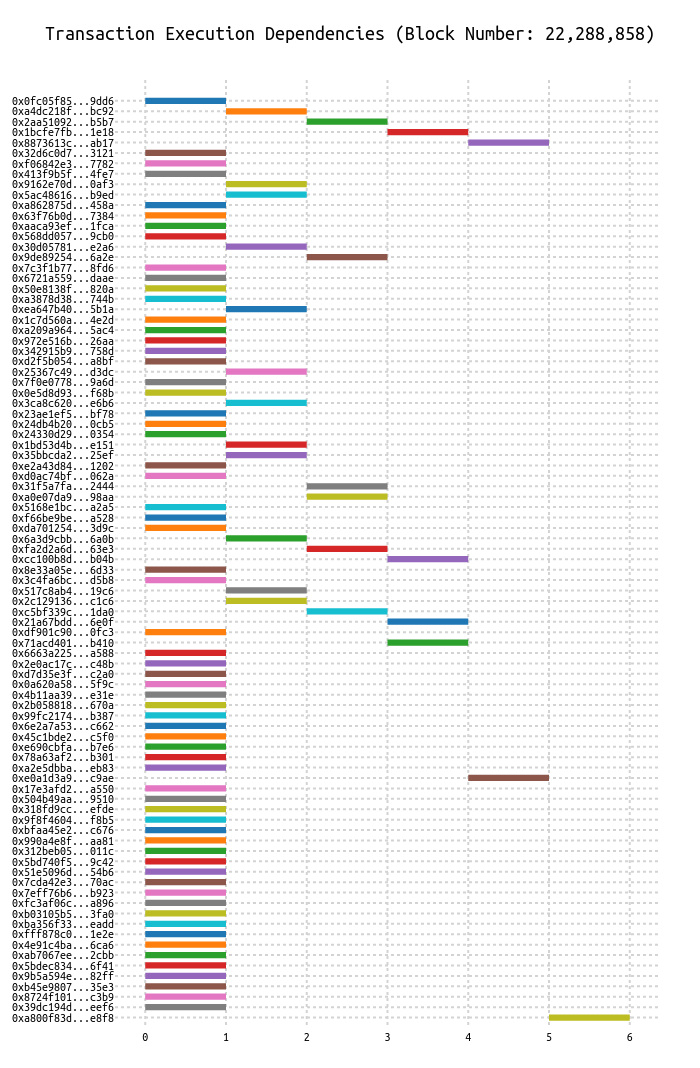 Transaction Execution Dependencies (Block Number: 22,288,858)
0x0fc05f85...9dd6
0xa4dc218f...bc92
0x2aa51092...b5b7
0x1bcfe7fb...1e18
0x8873613c...ab17
0x32d6c0d7...3121
0xf06842e3...7782
0x413f9b5f...4fe7
0x9162e70d...0af3
0x5ac48616...b9ed
0xa862875d...458a
0x63f76b0d...7384
0xaaca93ef...1fca
0x568dd057...9cb0
0x30d05781...e2a6
0x9de89254...6a2e
0x7c3f1b77...8fd6
0x6721a559...daae
0x50e8138f...820a
0xa3878d38...744b
0xea647b40...5b1a
0x1c7d560a...4e2d
0xa209a964...5ac4
0x972e516b...26aa
0x342915b9...758d
0xd2f5b054...a8bf
0x25367c49...d3dc
0x7f0e0778...9a6d
0x0e5d8d93...f68b
0x3ca8c620...e6b6
0x23ae1ef5...bf78
0x24db4b20...0cb5
0x24330d29...0354
0x1bd53d4b...e151
0x35bbcda2...25ef
0xe2a43d84...1202
0xd0ac74bf...062a
0x31f5a7fa...2444
0xa0e07da9...98aa
0x5168e1bc...a2a5
0xf66be9be...a528
0xda701254...3d9c
0x6a3d9cbb...6a0b
0xfa2d2a6d...63e3
0xcc100b8d...b04b
0x8e33a05e...6d33
0x3c4fa6bc...d5b8
0x517c8ab4...19c6
0x2c129136...c1c6
0xc5bf339c...1da0
0x21a67bdd...6e0f
0xdf901c90...0fc3
0x71acd401...b410
0x6663a225...a588
0x2e0ac17c...c48b
0xd7d35e3f...c2a0
0x0a620a58...5f9c
0x4b11aa39...e31e
0x2b058818...670a
0x99fc2174...b387
0x6e2a7a53...c662
0x45c1bde2...c5f0
0xe690cbfa...b7e6
0x78a63af2...b301
0xa2e5dbba...eb83
0xe0a1d3a9...c9ae
0x17e3afd2...a550
0x504b49aa...9510
0x318fd9cc...efde
0x9f8f4604...f8b5
0xbfaa45e2...c676
0x990a4e8f...aa81
0x312beb05...011c
0x5bd740f5...9c42
0x51e5096d...54b6
0x7cda42e3...70ac
0x7eff76b6...b923
0xfc3af06c...a896
0xb03105b5...3fa0
0xba356f33...eadd
0xfff878c0...1e2e
0x4e91c4ba...6ca6
0xab7067ee...2cbb
0x5bdec834...6f41
0x9b5a594e...82ff
0xb45e9807...35e3
0x8724f101...c3b9
0x39dc194d...eef6
0xa800f83d...e8f8
0 1 2 3 4 5 6